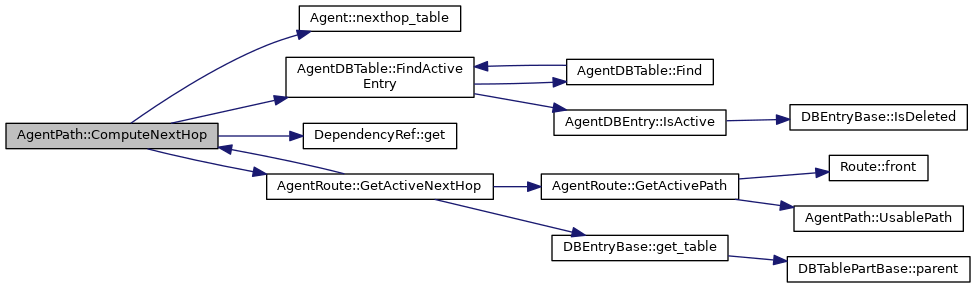 Agent::nexthop_table
AgentDBTable::FindActive
Entry
AgentDBTable::Find
AgentDBEntry::IsActive
DBEntryBase::IsDeleted
AgentPath::ComputeNextHop
DependencyRef::get
AgentRoute::GetActiveNextHop
AgentRoute::GetActivePath
Route::front
AgentPath::UsablePath
DBEntryBase::get_table
DBTablePartBase::parent